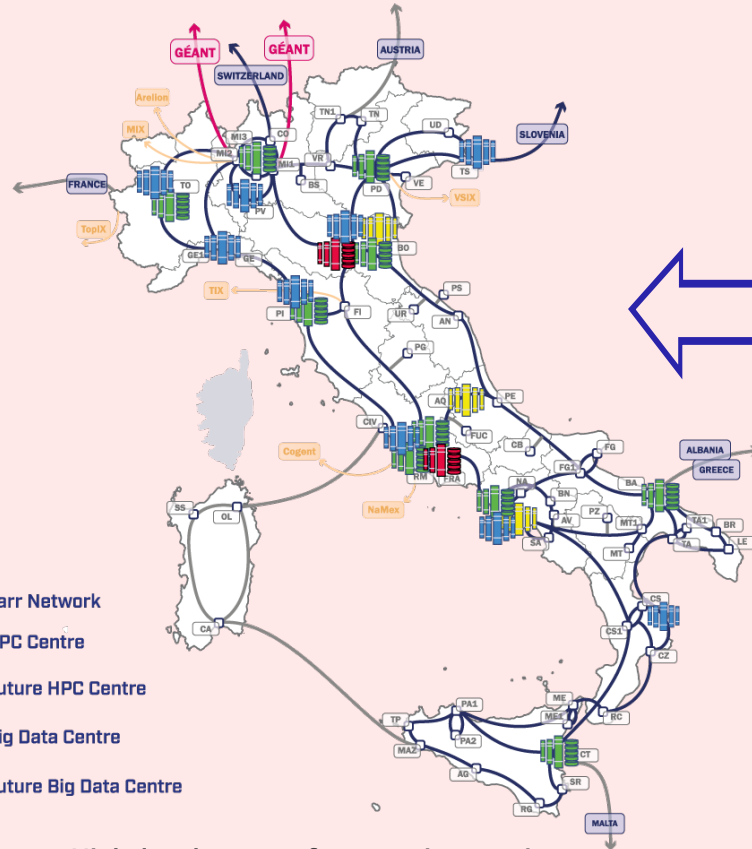 GÉANT
GÉANT
AUSTRIA
SWITZERLAND
Arelion
MIX
SLOVENIA
TN1
TN
UD
MI3
CO
MI2
MI1
VR
TS
BS
PD
VE
VSIX
FRANCE
TO
PV
TopIX
GE1
GE
BO
TIX
PI
FI
PS
UR
AN
PG
AQ
PE
CIV
FUC
CB
FG
FG1
Cogent
RM
FRA
NaMex
ALBANIA
GREECE
NA
BN
BA
AV
PZ
MT1
TA1
BR
SA
MT
TA
LE
SS
OL
CS
CS1
CZ
CA
arr Network
PC Centre
uture HPC Centre
ig Data Centre
uture Big Data Centre
ME
PA1
ME1
RC
TP
PA2
MAZ
CT
AG
SR
RG
MALTA